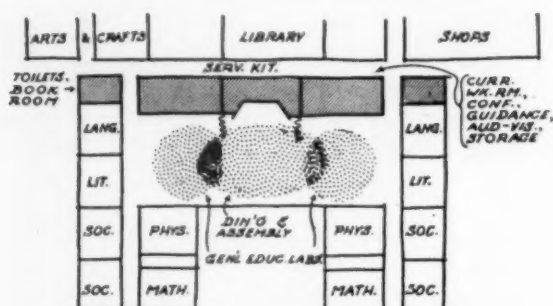 ARTS & CRAFTS LIBRARY SHOPS
SERV. KIT.
TOILETS,
BOOK
ROOM
CURR.
WK. RM.,
CONF.,
GUIDANCE,
AUD-VIS.,
STORAGE
LANG. LANG.
LIT. LIT.
DIN'G &
ASSEMBLY
SOC. PHYS. PHYS. SOC.
GEN'L EDUC. LABS.
SOC. MATH. MATH. SOC.